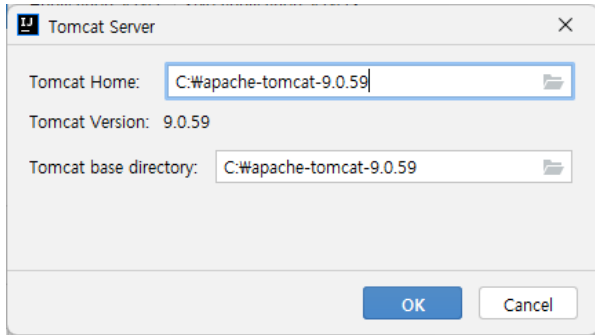 IJ
Tomcat Server
Tomcat Home: C:₩apache-tomcat-9.0.59
Tomcat Version: 9.0.59
Tomcat base directory: C:₩apache-tomcat-9.0.59
OK Cancel